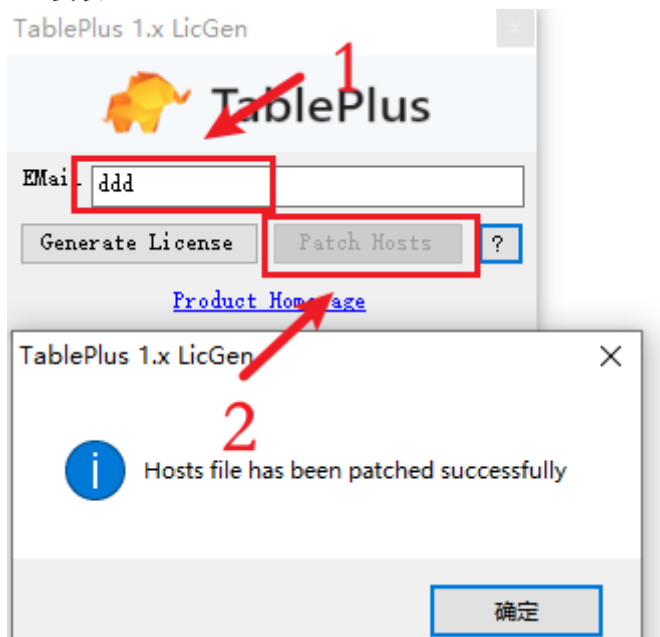 TablePlus 1.x LicGen
x
1
TablePlus
EMail ddd
Generate License Patch Hosts ?
Product Homepage
TablePlus 1.x LicGen
2
Hosts file has been patched successfully
确定